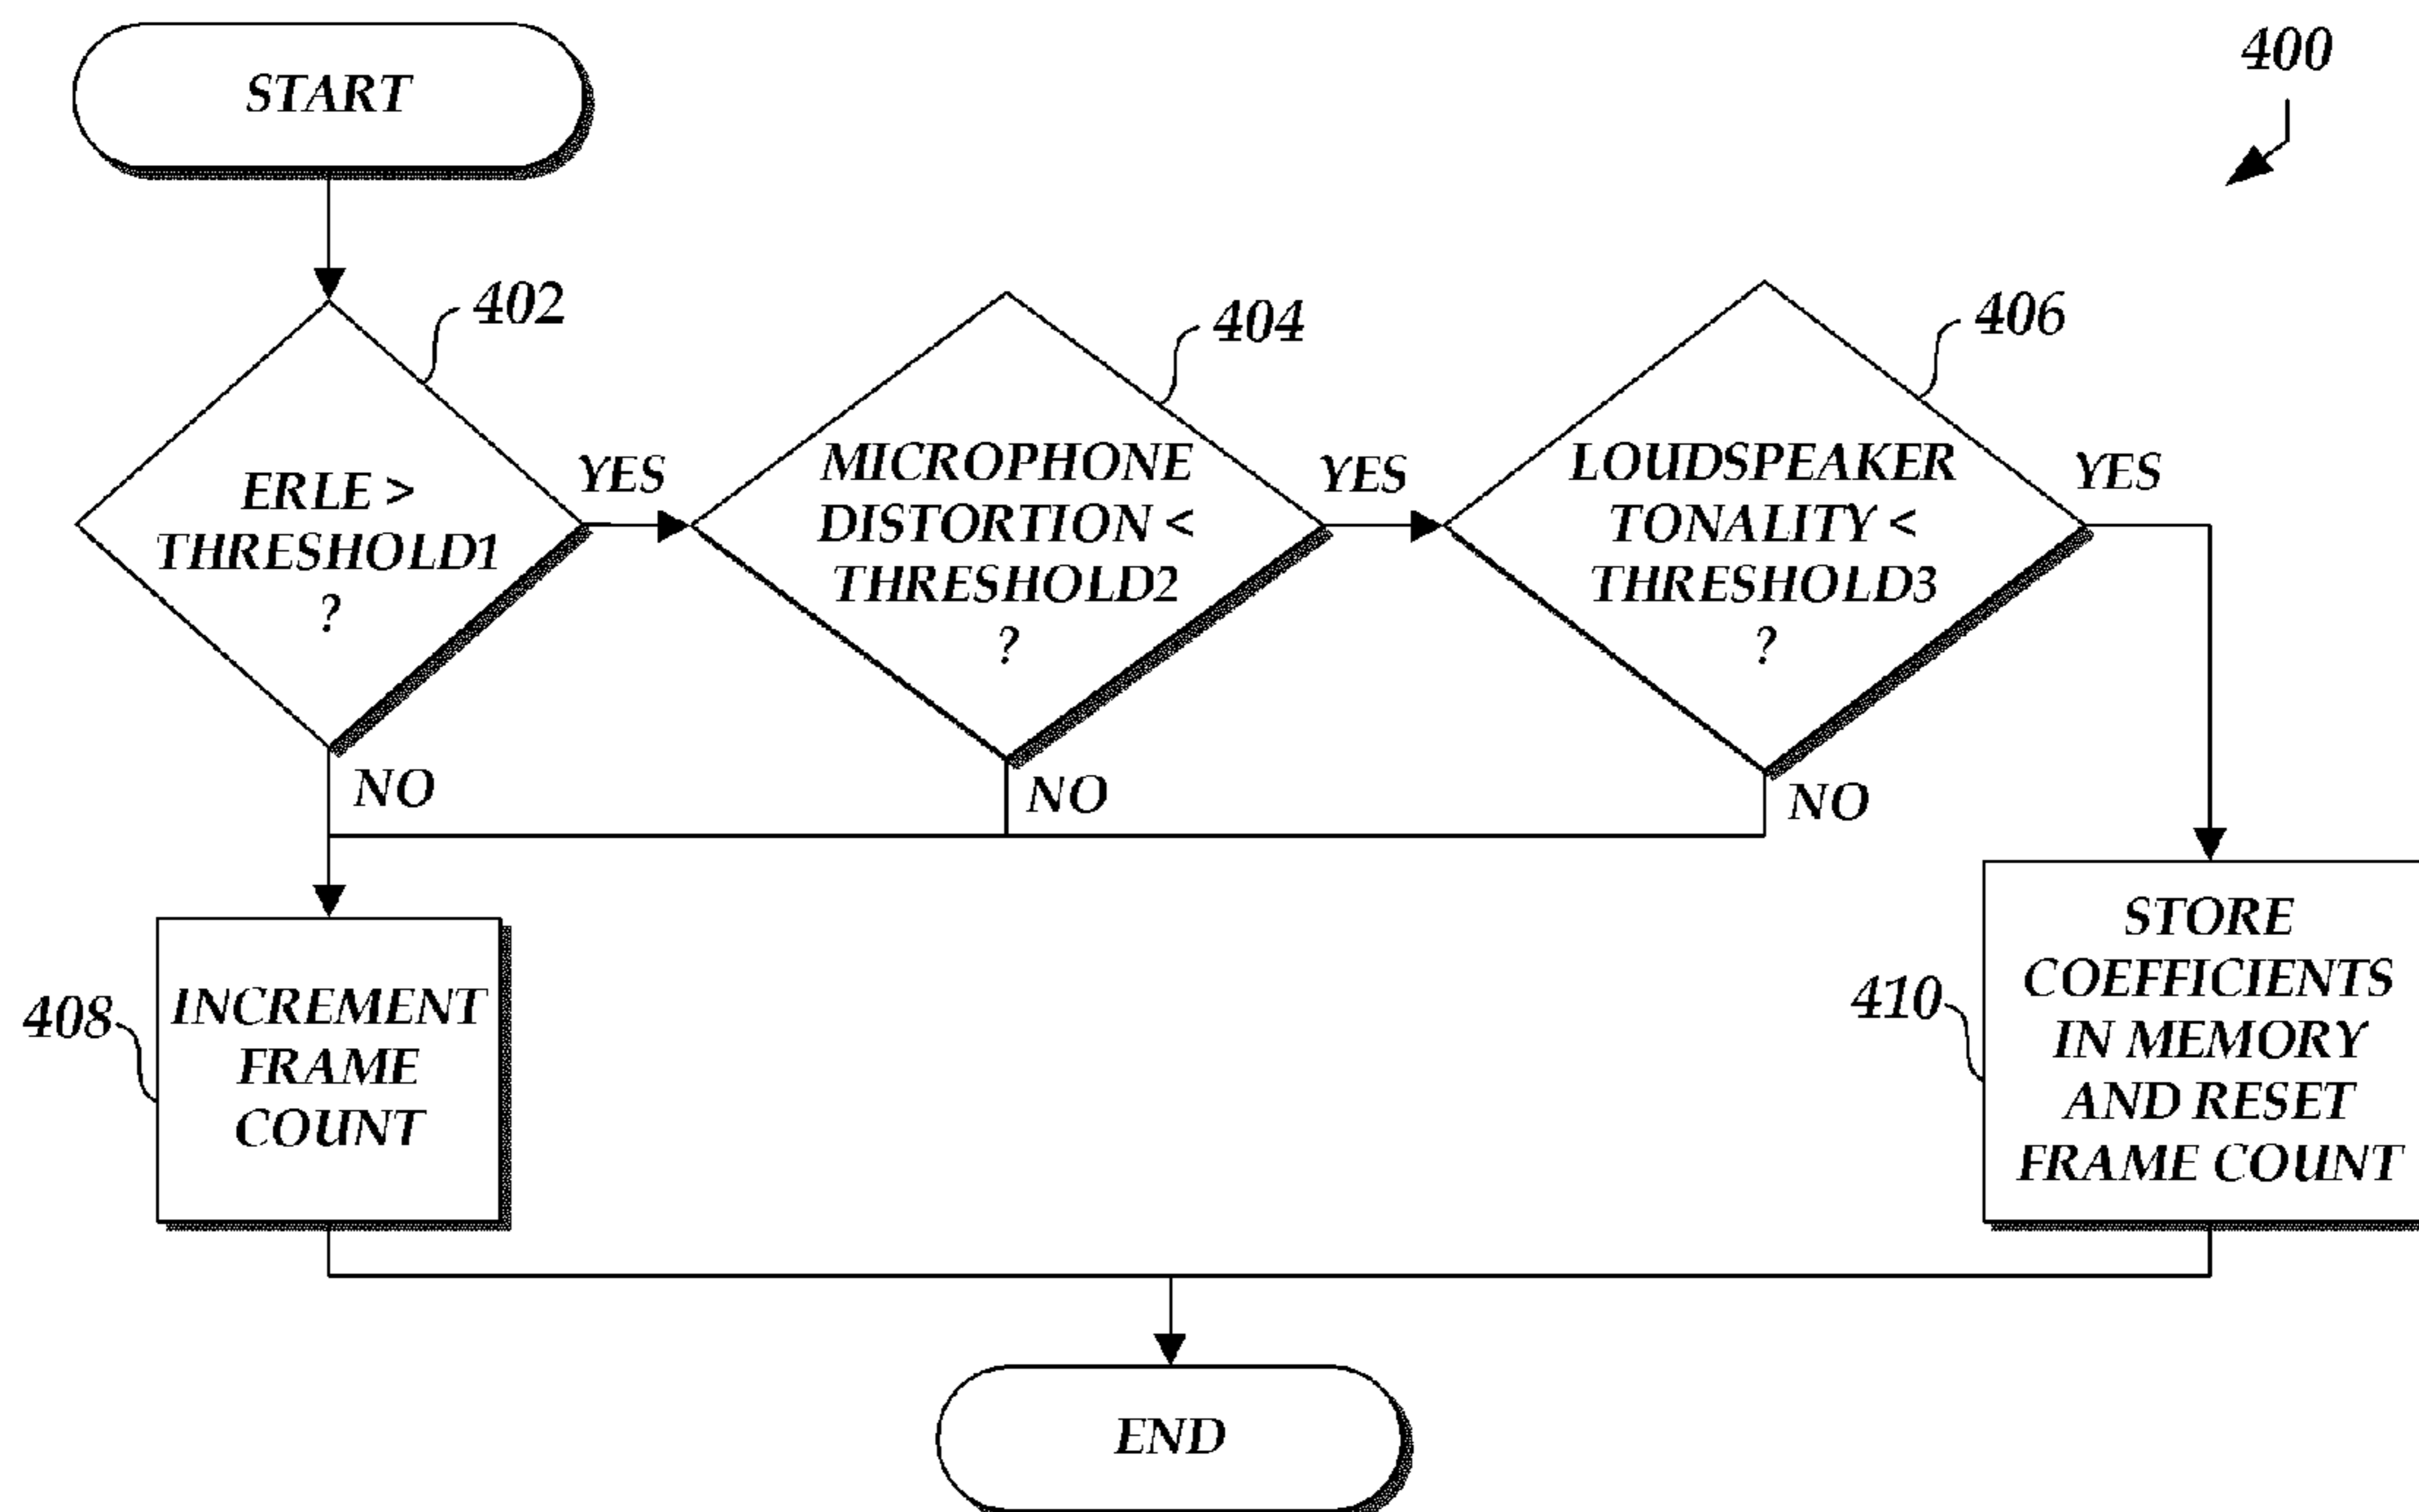 START
400
402
404
406
ERLE >
THRESHOLD1
?
YES
MICROPHONE
DISTORTION <
THRESHOLD2
?
YES
LOUDSPEAKER
TONALITY <
THRESHOLD3
?
YES
NO
NO
NO
408
INCREMENT
FRAME
COUNT
410
STORE
COEFFICIENTS
IN MEMORY
AND RESET
FRAME COUNT
END